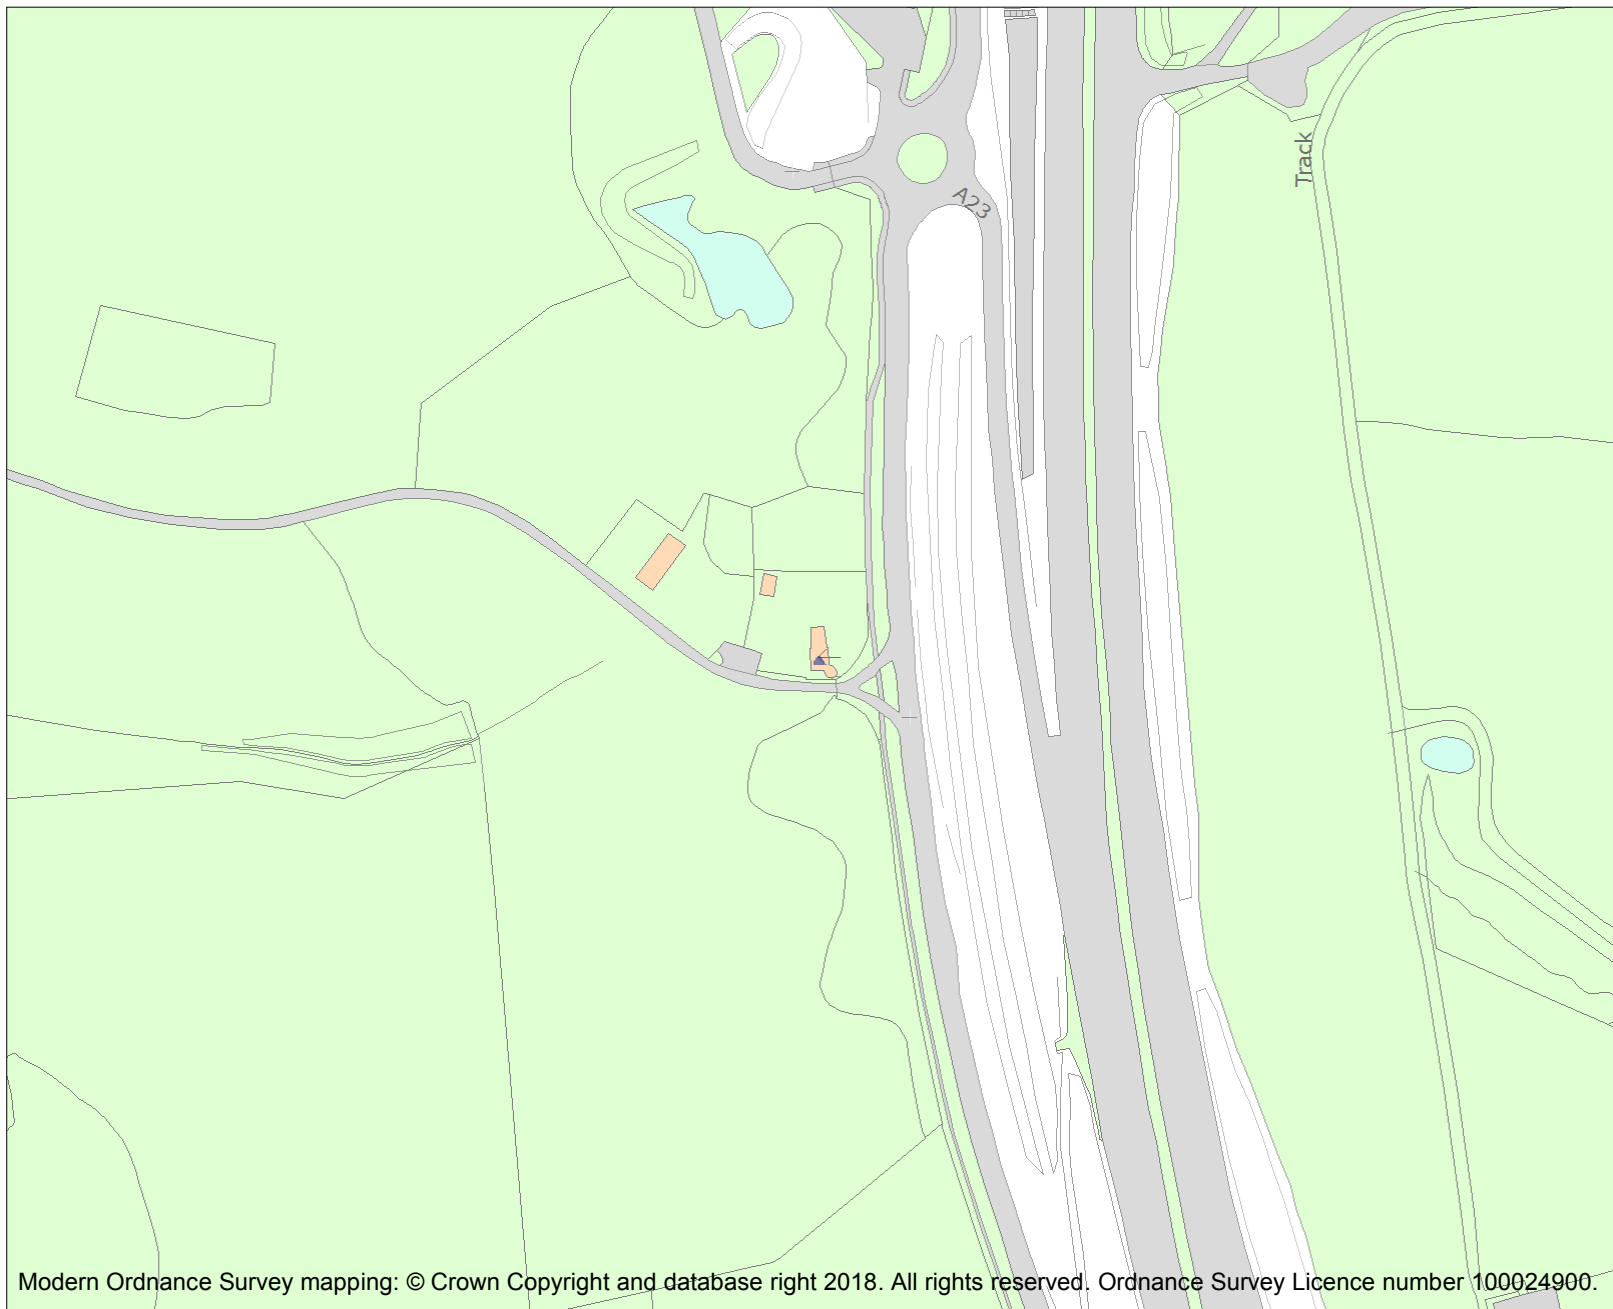 Track
A23
Modern Ordnance Survey mapping: © Crown Copyright and database right 2018. All rights reserved. Ordnance Survey Licence number 100024900.